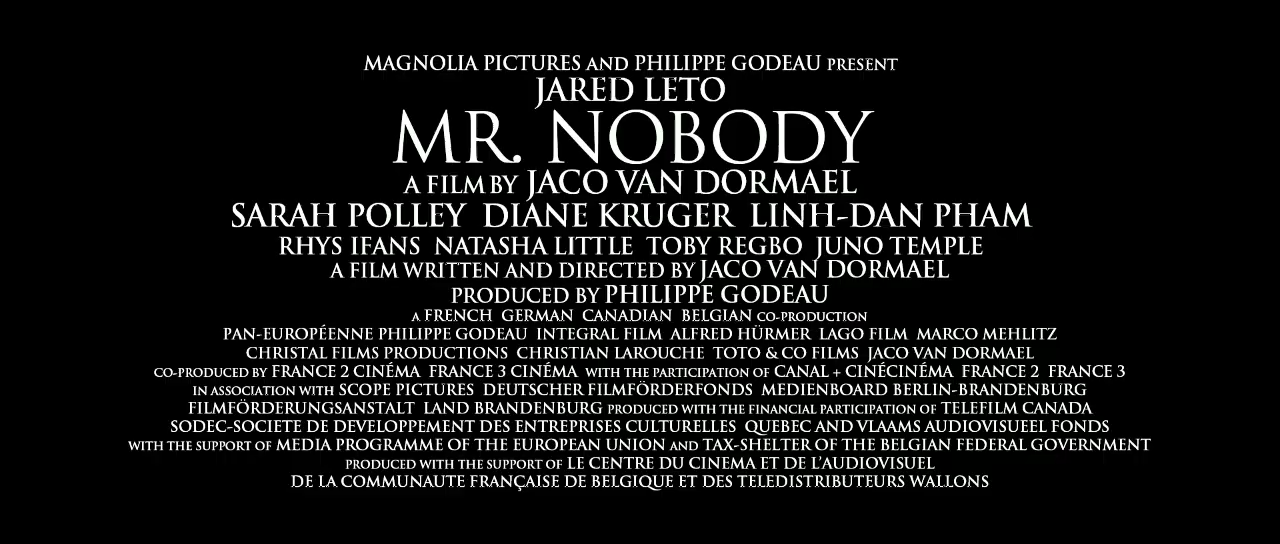 MAGNOLIA PICTURES AND PHILIPPE GODEAU PRESENT
JARED LETO
MR. NOBODY
A FILM BY JACO VAN DORMAEL
SARAH POLLEY DIANE KRUGER LINH-DAN PHAM
RHYS IFANS NATASHA LITTLE TOBY REGBO JUNO TEMPLE
A FILM WRITTEN AND DIRECTED BY JACO VAN DORMAEL
PRODUCED BY PHILIPPE GODEAU
A FRENCH GERMAN CANADIAN BELGIAN CO-PRODUCTION
PAN-EUROPÉENNE PHILIPPE GODEAU INTEGRAL FILM ALFRED HÜRMER LAGO FILM MARCO MEHLITZ
CHRISTAL FILMS PRODUCTIONS CHRISTIAN LAROUCHE TOTO & CO FILMS JACO VAN DORMAEL
CO-PRODUCED BY FRANCE 2 CINÉMA FRANCE 3 CINÉMA WITH THE PARTICIPATION OF CANAL + CINÉCINÉMA FRANCE 2 FRANCE 3
IN ASSOCIATION WITH SCOPE PICTURES DEUTSCHER FILMFÖRDERFONDS MEDIENBOARD BERLIN-BRANDENBURG
FILMFÖRDERUNGSANSTALT LAND BRANDENBURG PRODUCED WITH THE FINANCIAL PARTICIPATION OF TELEFILM CANADA
SODEC-SOCIETE DE DEVELOPPEMENT DES ENTREPRISES CULTURELLES QUEBEC AND VLAAMS AUDIOVISUEEL FONDS
WITH THE SUPPORT OF MEDIA PROGRAMME OF THE EUROPEAN UNION AND TAX-SHELTER OF THE BELGIAN FEDERAL GOVERNMENT
PRODUCED WITH THE SUPPORT OF LE CENTRE DU CINEMA ET DE L'AUDIOVISUEL
DE LA COMMUNAUTE FRANÇAISE DE BELGIQUE ET DES TELEDISTRIBUTEURS WALLONS